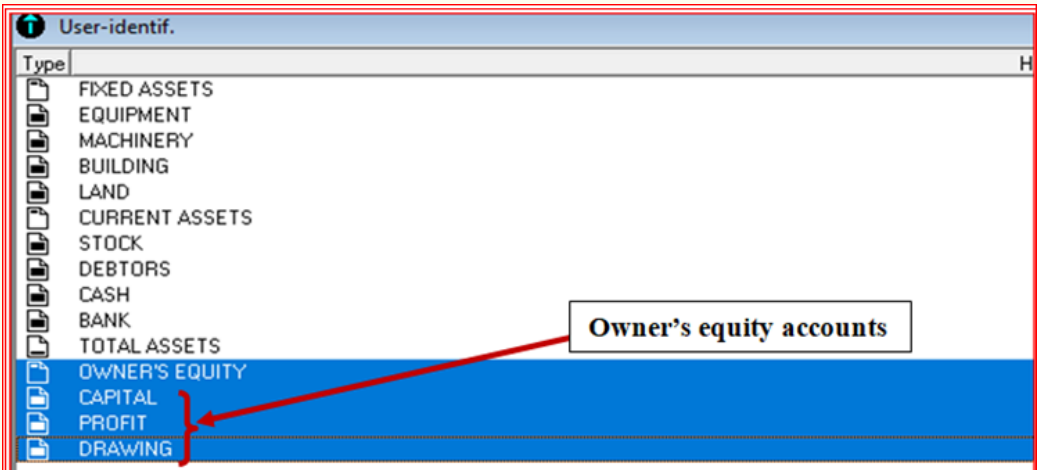 User-identif.
Type H
FIXED ASSETS
EQUIPMENT
MACHINERY
BUILDING
LAND
CURRENT ASSETS
STOCK
DEBTORS
CASH
BANK
Owner's equity accounts
TOTAL ASSETS
OWNER'S EQUITY
CAPITAL
PROFIT
DRAWING